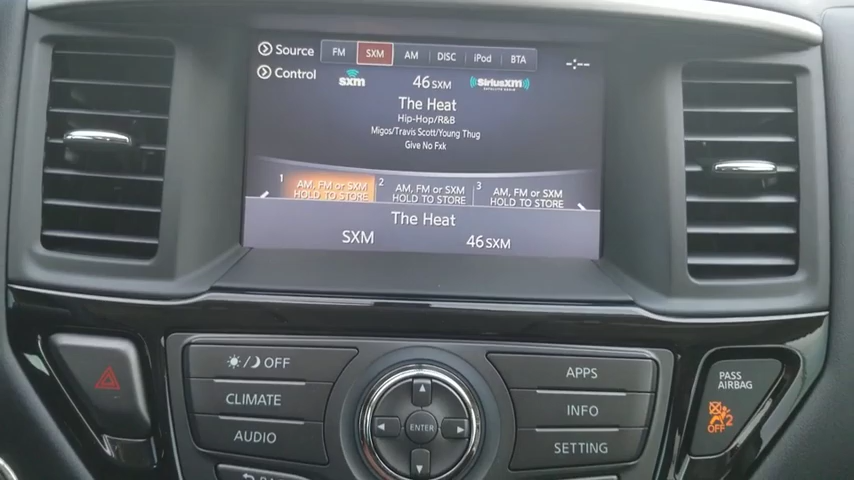 Source FM SXM AM DISC iPod BTA
Control
sxm 46 SXM SiriusXM
SATELLITE RADIO
The Heat
Hip-Hop/R&B
Migos/Travis Scott/Young Thug
Give No Fxk
1 AM, FM or SXM 2 AM, FM or SXM 3 AM, FM or SXM
HOLD TO STORE HOLD TO STORE HOLD TO STORE
The Heat
SXM 46 SXM
OFF
CLIMATE
AUDIO
ENTER
APPS
INFO
SETTING
PASS
AIRBAG
2
OFF